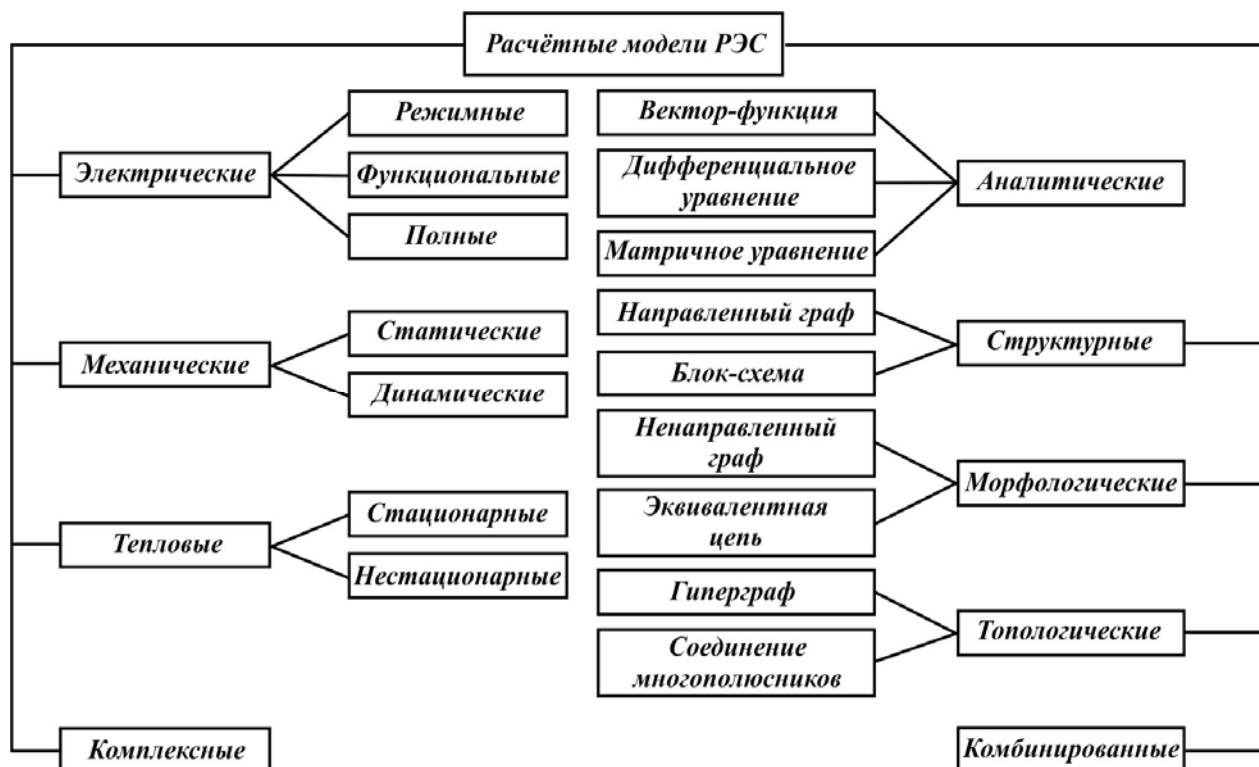 Расчётные модели РЭС
Электрические
Режимные
Функциональные
Полные
Механические
Статические
Динамические
Тепловые
Стационарные
Нестационарные
Комплексные
Вектор-функция
Дифференциальное
уравнение
Матричное уравнение
Аналитические
Направленный граф
Блок-схема
Структурные
Ненаправленный
граф
Эквивалентная
цепь
Морфологические
Гиперграф
Соединение
многополюсников
Топологические
Комбинированные